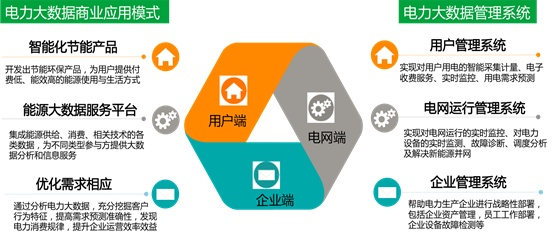 电力大数据商业应用模式
智能化节能产品
开发出节能环保产品，为用户提供付
费低、能效高的能源使用与生活方式
能源大数据服务平台
集成能源供给、消费、相关技术的各
类数据，为不同类型参与方提供大数
据分析和信息服务
优化需求相应
通过分析电力大数据，充分挖掘客户
行为特征，提高需求预测准确性，发现
电力消费规律，提升企业运营效率效益
用户端
电网端
企业端
电力大数据管理系统
用户管理系统
实现对用户用电的智能采集计量、电子
收费服务、实时监控、用电需求预测
电网运行管理系统
实现对电网运行的实时监控、对电力
设备的实时监测、故障诊断、调度分析
及解决新能源并网
企业管理系统
帮助电力生产企业进行战略性部署，
包括企业资产管理，员工工作部署，
企业设备故障检测等